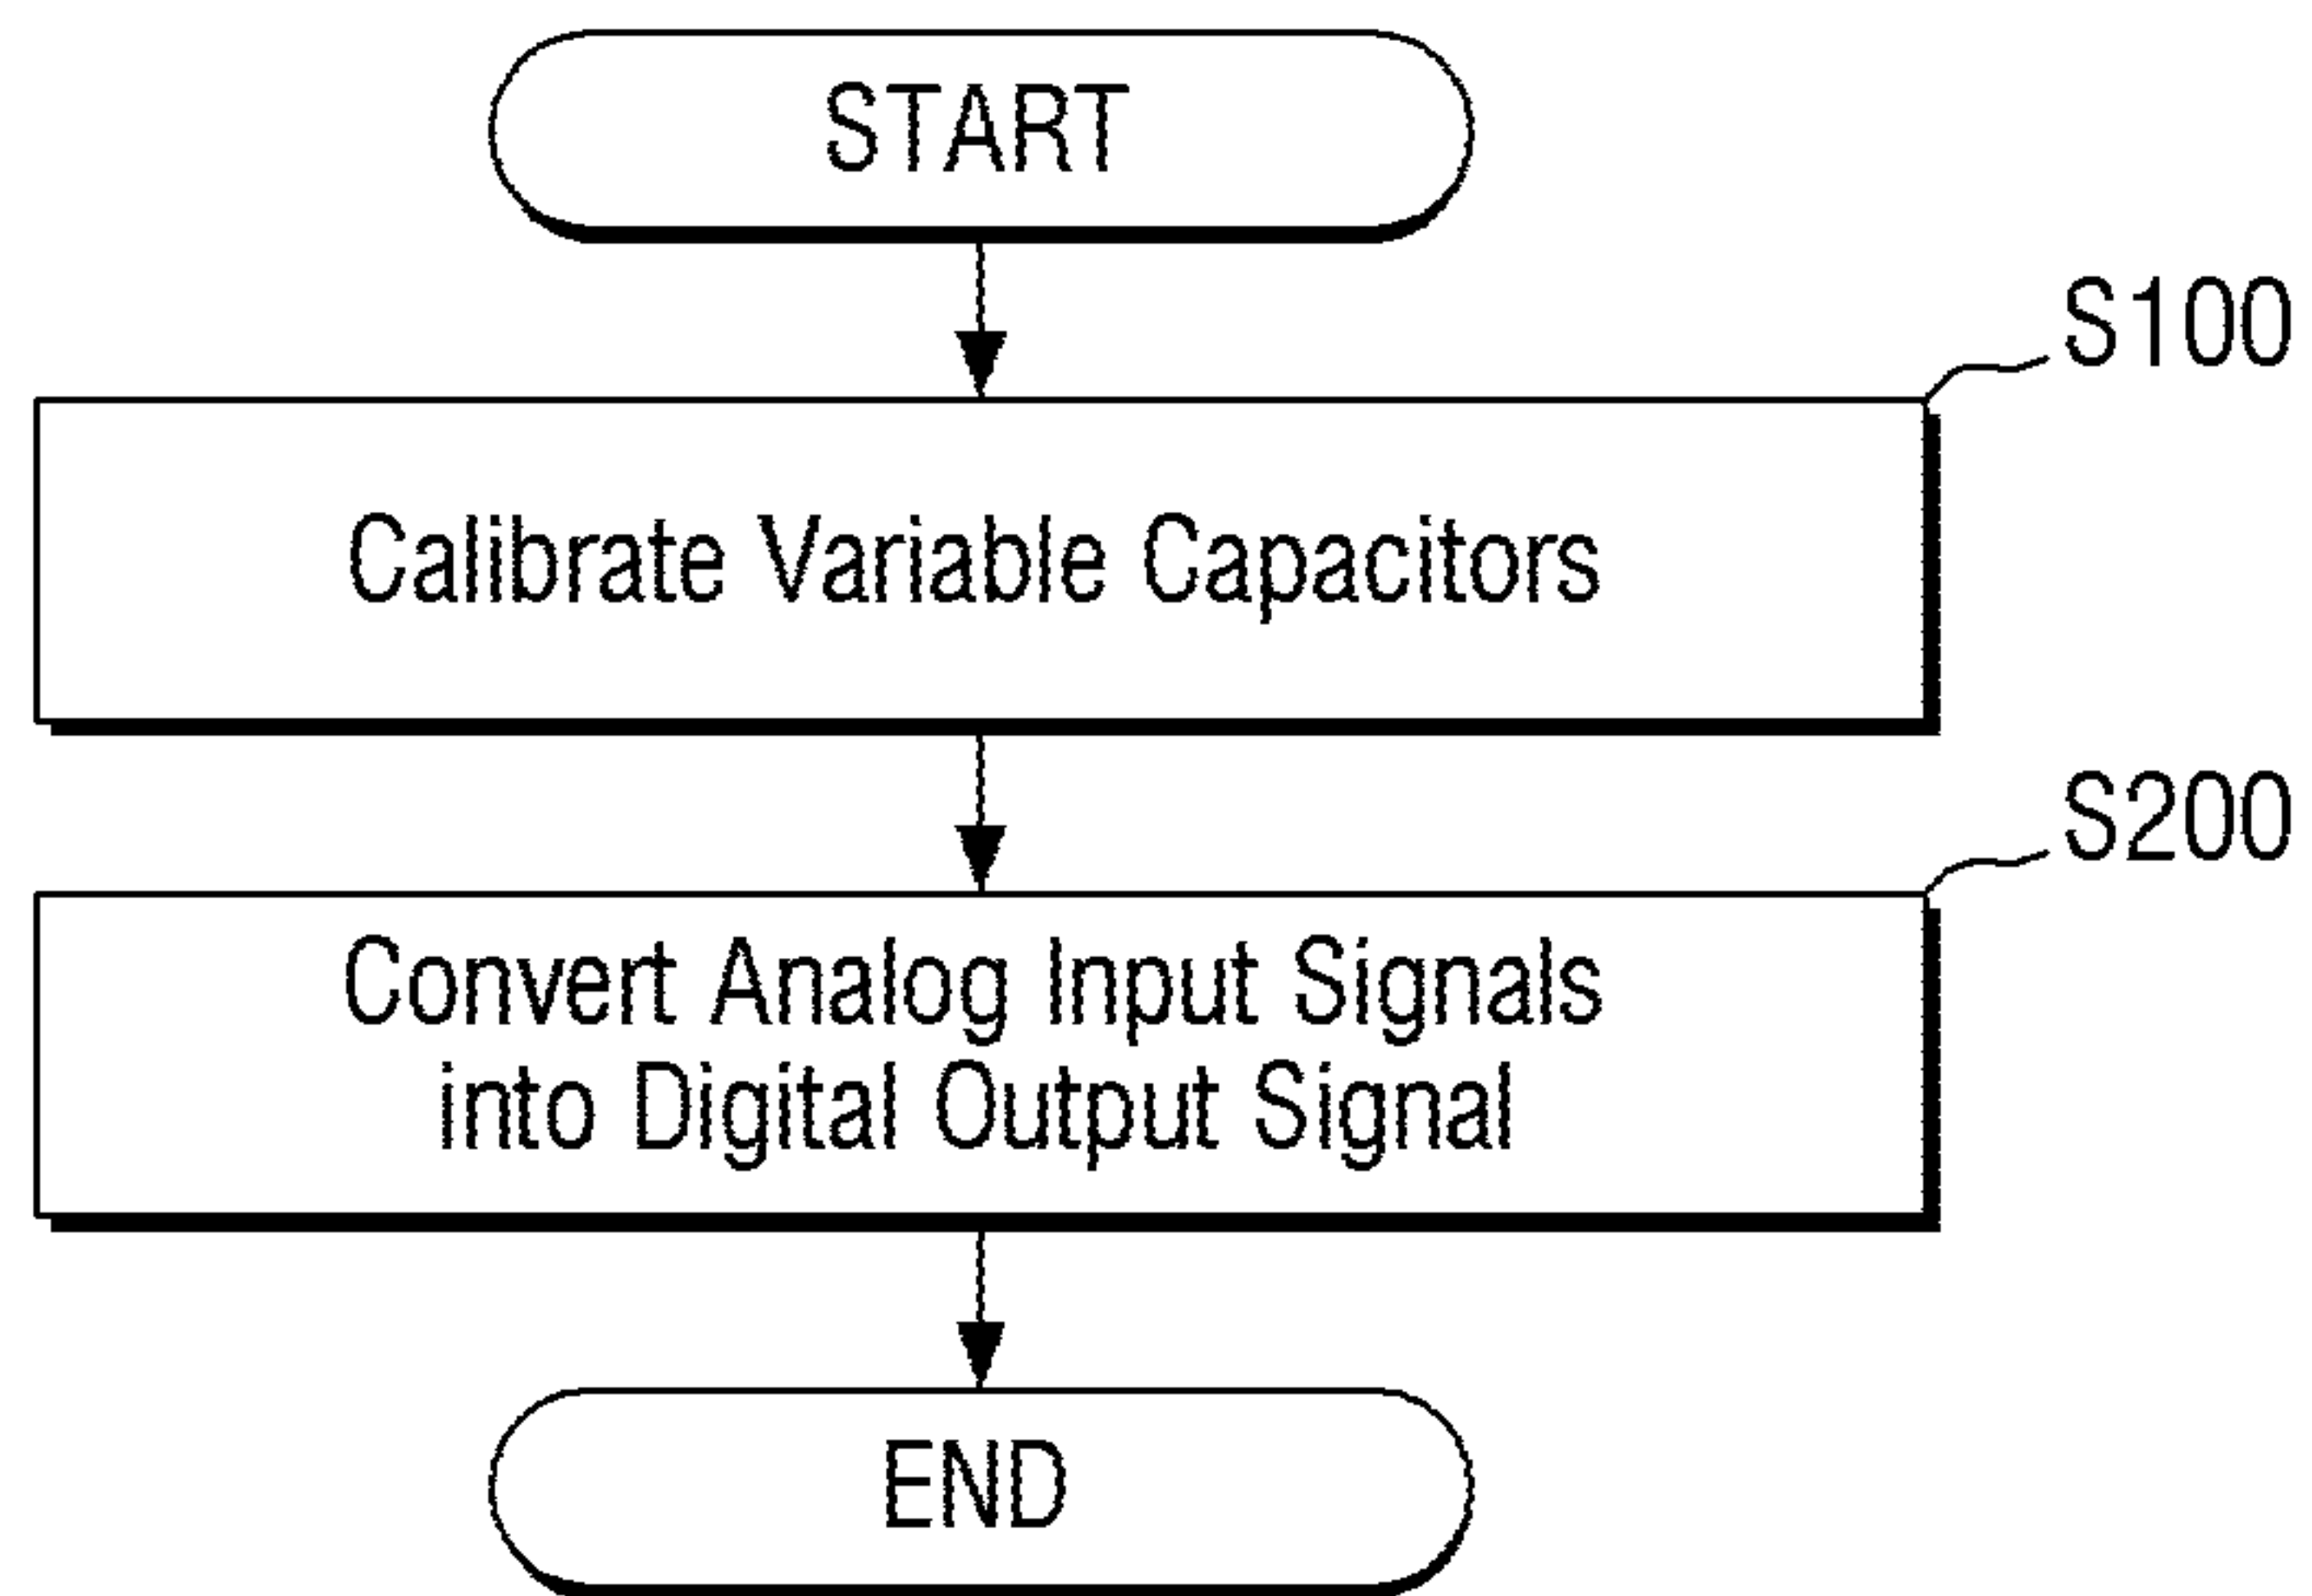 START
S100
Calibrate Variable Capacitors
S200
Convert Analog Input Signals
into Digital Output Signal
END